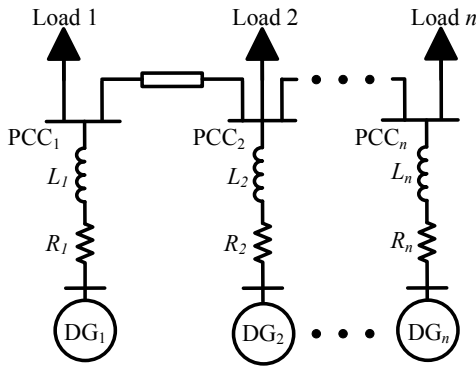 Load 1
Load 2
Load n
PCC1
PCC2
PCCn
L1
L2
Ln
R1
R2
Rn
DG1
DG2
DGn